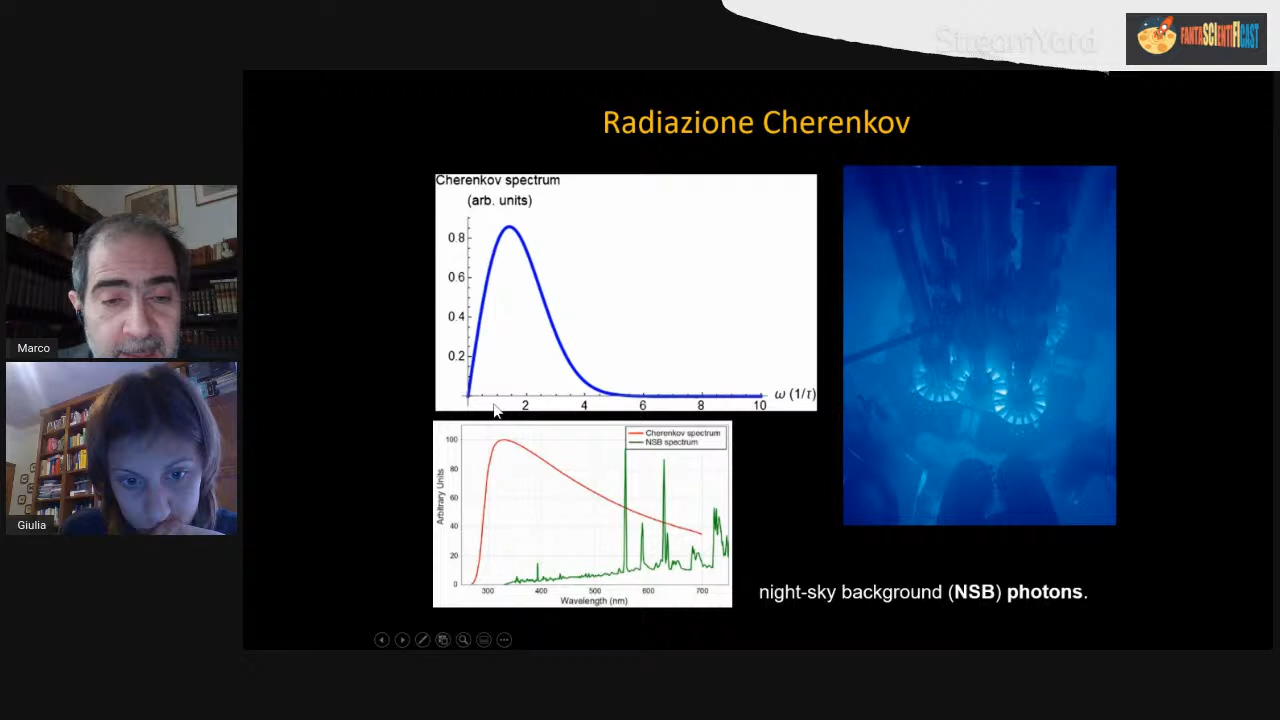 StreamYard
FANTASCIENTIFICAST
Radiazione Cherenkov
Cherenkov spectrum
(arb. units)
0.8
0.6
0.4
0.2
2 4 6 8 10
ω (1/τ)
Marco
Giulia
Cherenkov spectrum
NSB spectrum
Arbitrary Units
100
80
60
40
20
0
300 400 500 600 700
Wavelength (nm)
night-sky background (NSB) photons.